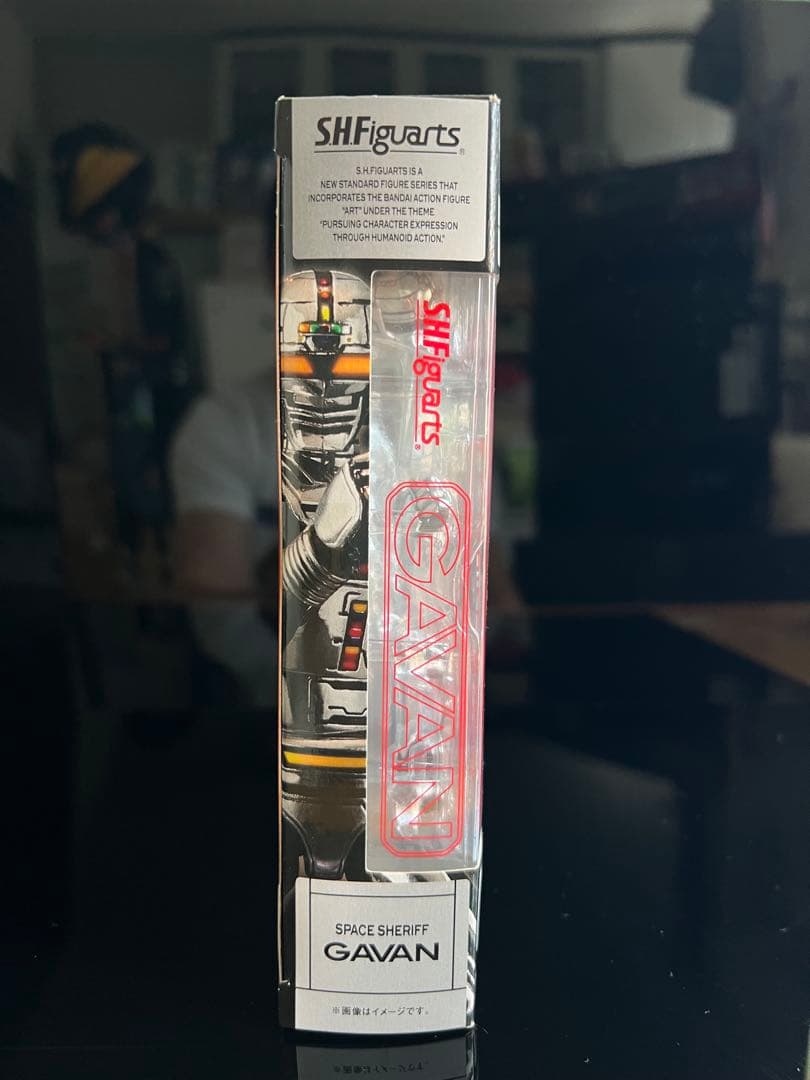 S.H.Figuarts®
S.H.FIGUARTS IS A
NEW STANDARD FIGURE SERIES THAT
INCORPORATES THE BANDAI ACTION FIGURE
"ART" UNDER THE THEME
"PURSUING CHARACTER EXPRESSION
THROUGH HUMANOID ACTION."
S.H.Figuarts®
GAVAN
SPACE SHERIFF
GAVAN
※画像はイメージです。